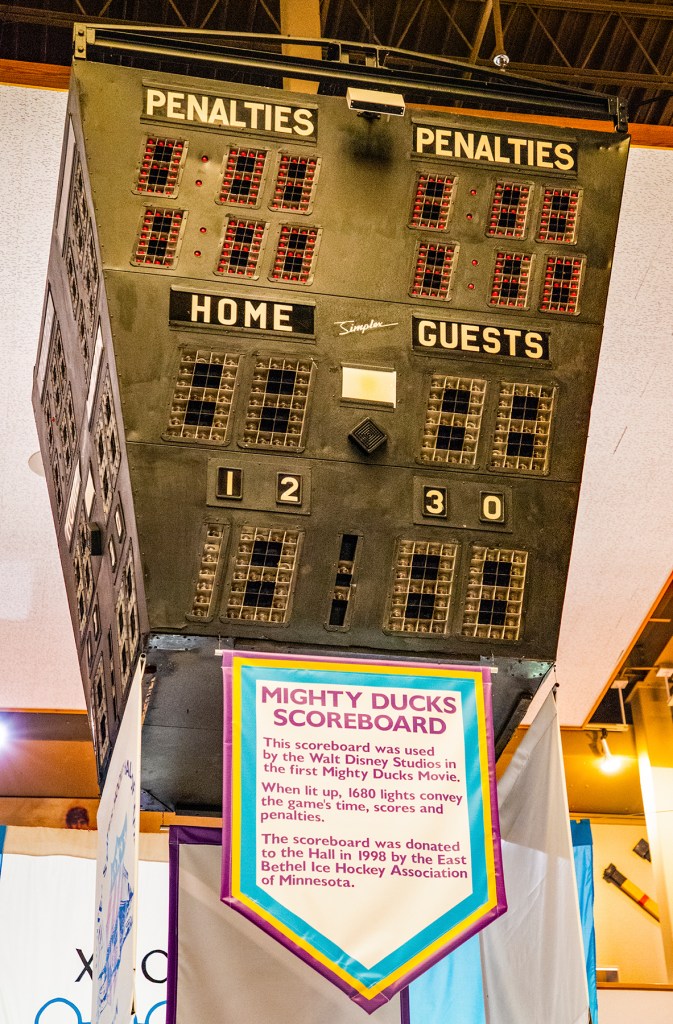 PENALTIES PENALTIES
HOME Simplex GUESTS
1 2 3 0
MIGHTY DUCKS
SCOREBOARD
This scoreboard was used
by the Walt Disney Studios in
the first Mighty Ducks Movie.
When lit up, 1680 lights convey
the game's time, scores and
penalties.
The scoreboard was donated
to the Hall in 1998 by the East
Bethel Ice Hockey Association
of Minnesota.